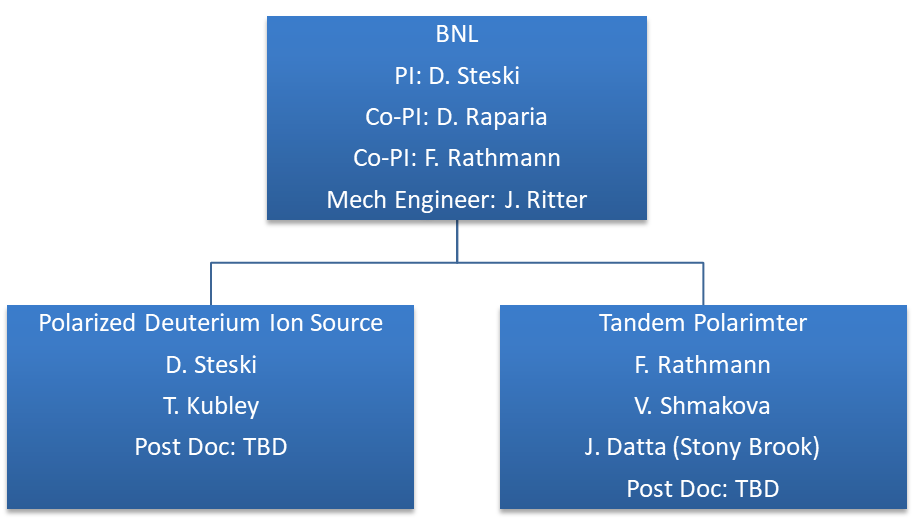 BNL
PI: D. Steski
Co-PI: D. Raparia
Co-PI: F. Rathmann
Mech Engineer: J. Ritter
Polarized Deuterium Ion Source
D. Steski
T. Kubley
Post Doc: TBD
Tandem Polarimter
F. Rathmann
V. Shmakova
J. Datta (Stony Brook)
Post Doc: TBD